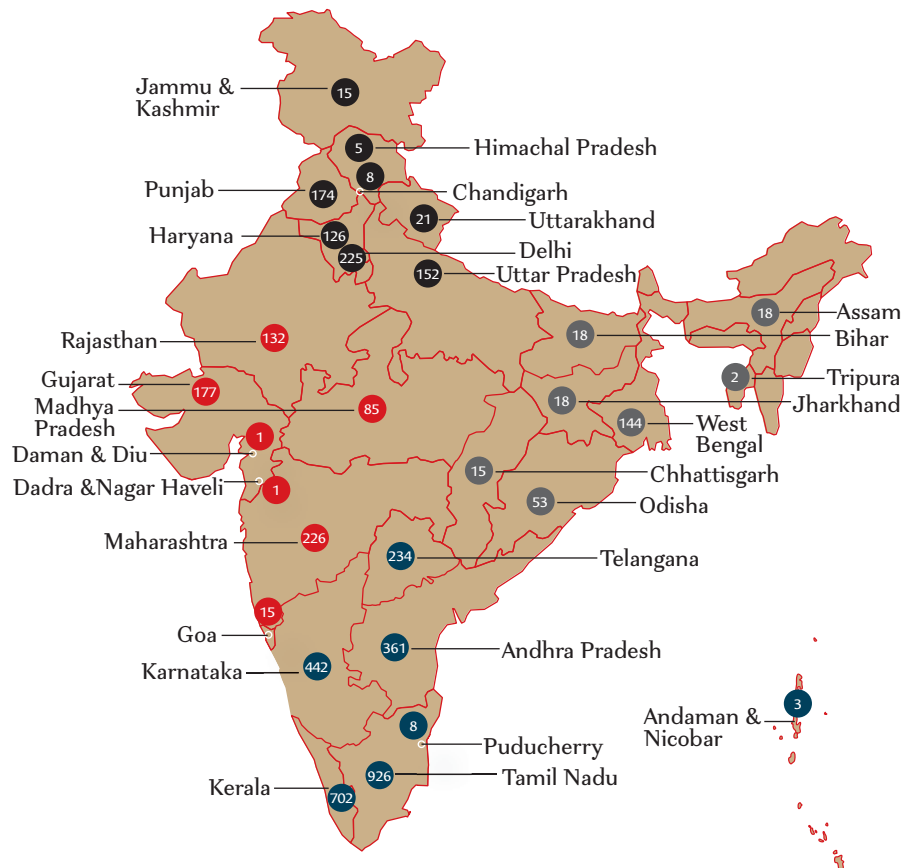 Jammu &
Kashmir
15
5
Himachal Pradesh
8
Chandigarh
Punjab
174
21
Uttarakhand
Haryana
126
Delhi
225
152
Uttar Pradesh
18
Assam
Rajasthan
132
18
Bihar
Gujarat
177
2
Tripura
Madhya
Pradesh
85
18
Jharkhand
144
West
Bengal
1
Daman & Diu
15
Chhattisgarh
Dadra &Nagar Haveli
1
53
Odisha
Maharashtra
226
234
Telangana
15
Goa
361
Andhra Pradesh
Karnataka
442
3
Andaman &
Nicobar
8
Puducherry
926
Tamil Nadu
Kerala
702